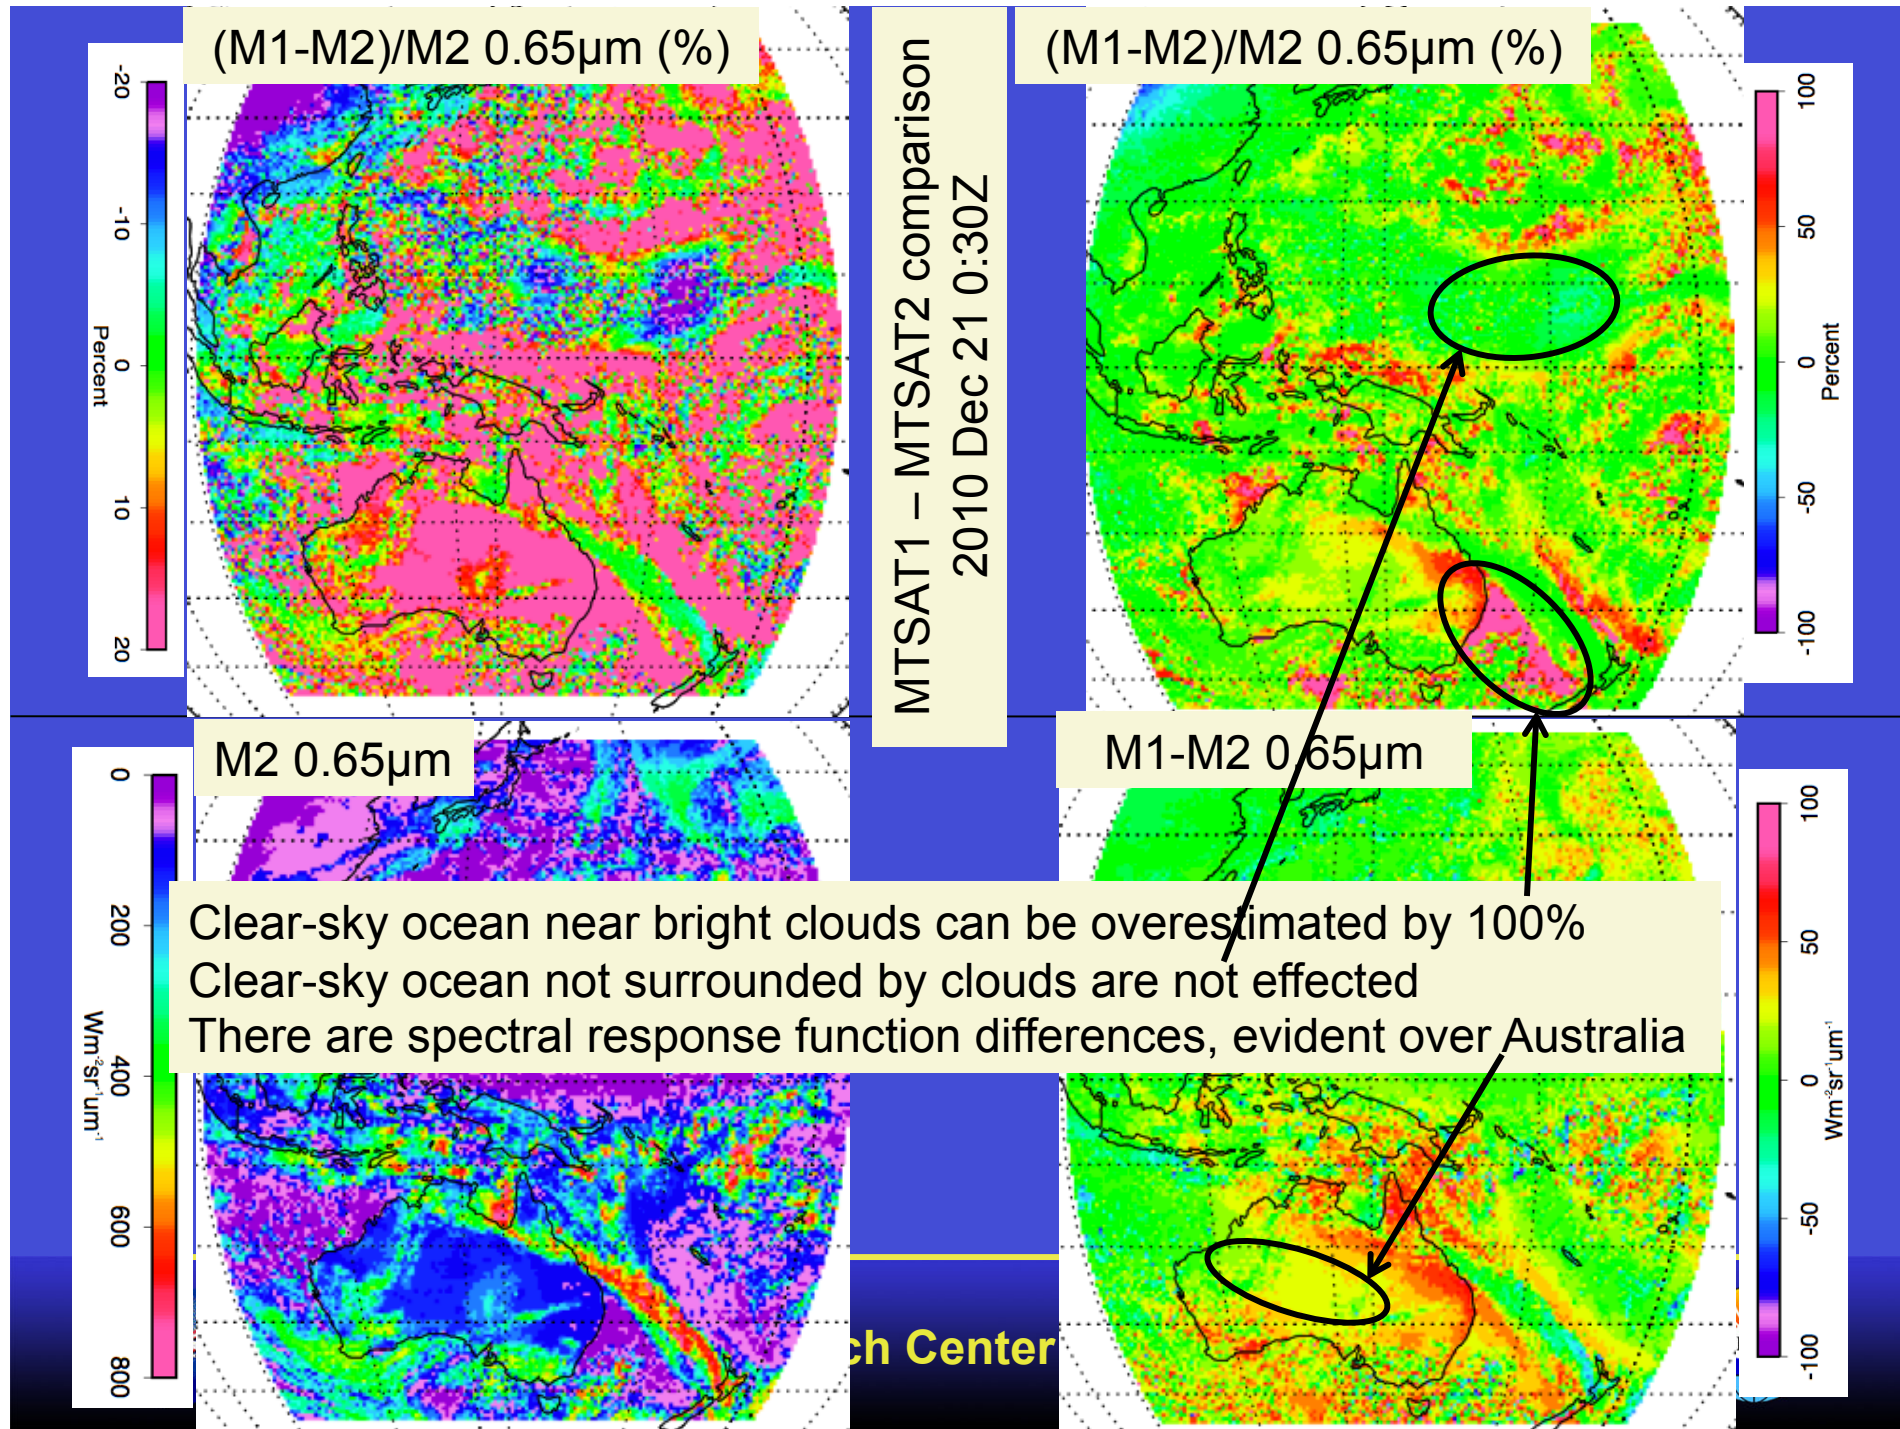 (M1-M2)/M2 0.65µm (%)
(M1-M2)/M2 0.65µm (%)
-20
-10
0
10
20
Percent
MTSAT1 – MTSAT2 comparison
2010 Dec 21 0:30Z
100
50
0
-50
-100
Percent
M2 0.65µm
M1-M2 0.65µm
0
200
400
600
800
Wm-2sr-1um-1
100
50
0
-50
-100
Wm-2sr-1um-1
Clear-sky ocean near bright clouds can be overestimated by 100%
Clear-sky ocean not surrounded by clouds are not effected
There are spectral response function differences, evident over Australia
ch Center